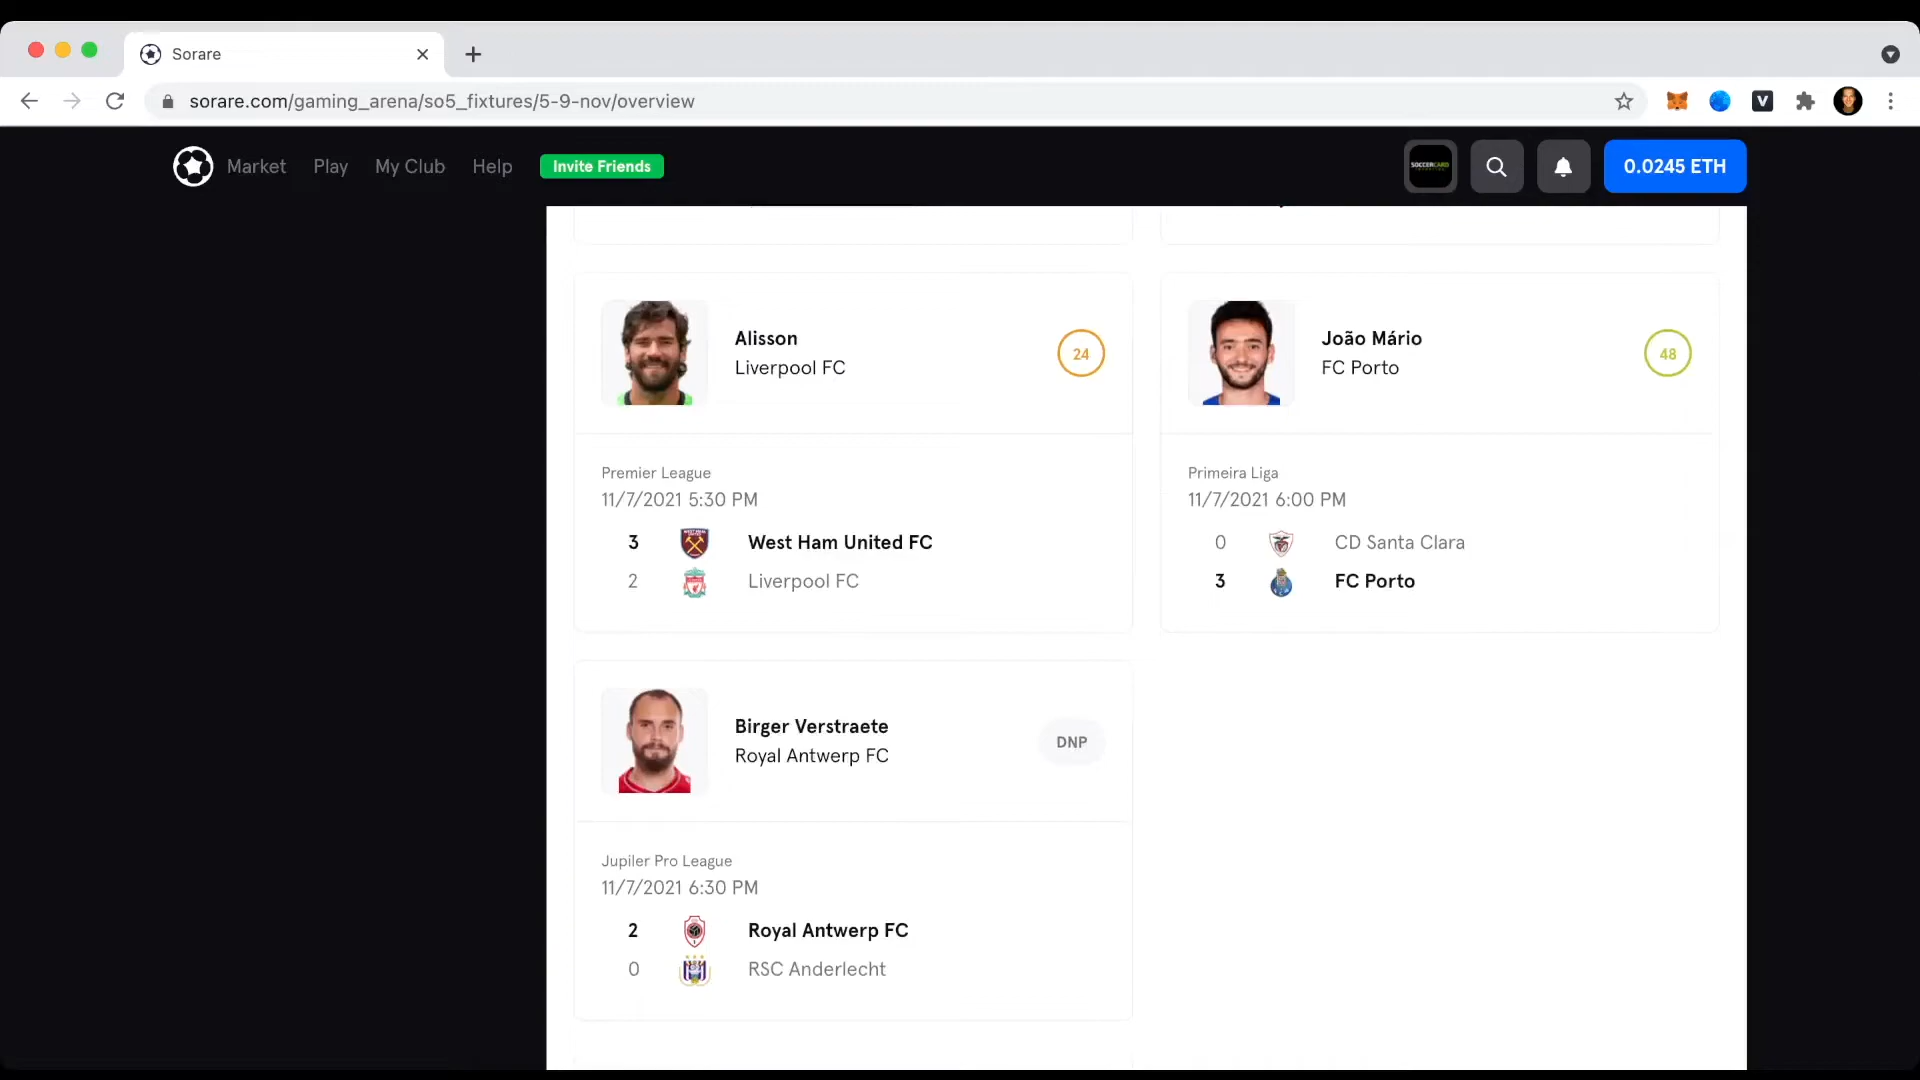 Sorare
sorare.com/gaming_arena/so5_fixtures/5-9-nov/overview
Market
Play
My Club
Help
Invite Friends
SOCCERCARD
0.0245 ETH
Alisson
Liverpool FC
24
Premier League
11/7/2021 5:30 PM
3 West Ham United FC
2 Liverpool FC
João Mário
FC Porto
48
Primeira Liga
11/7/2021 6:00 PM
0 CD Santa Clara
3 FC Porto
Birger Verstraete
Royal Antwerp FC
DNP
Jupiler Pro League
11/7/2021 6:30 PM
2 Royal Antwerp FC
0 RSC Anderlecht